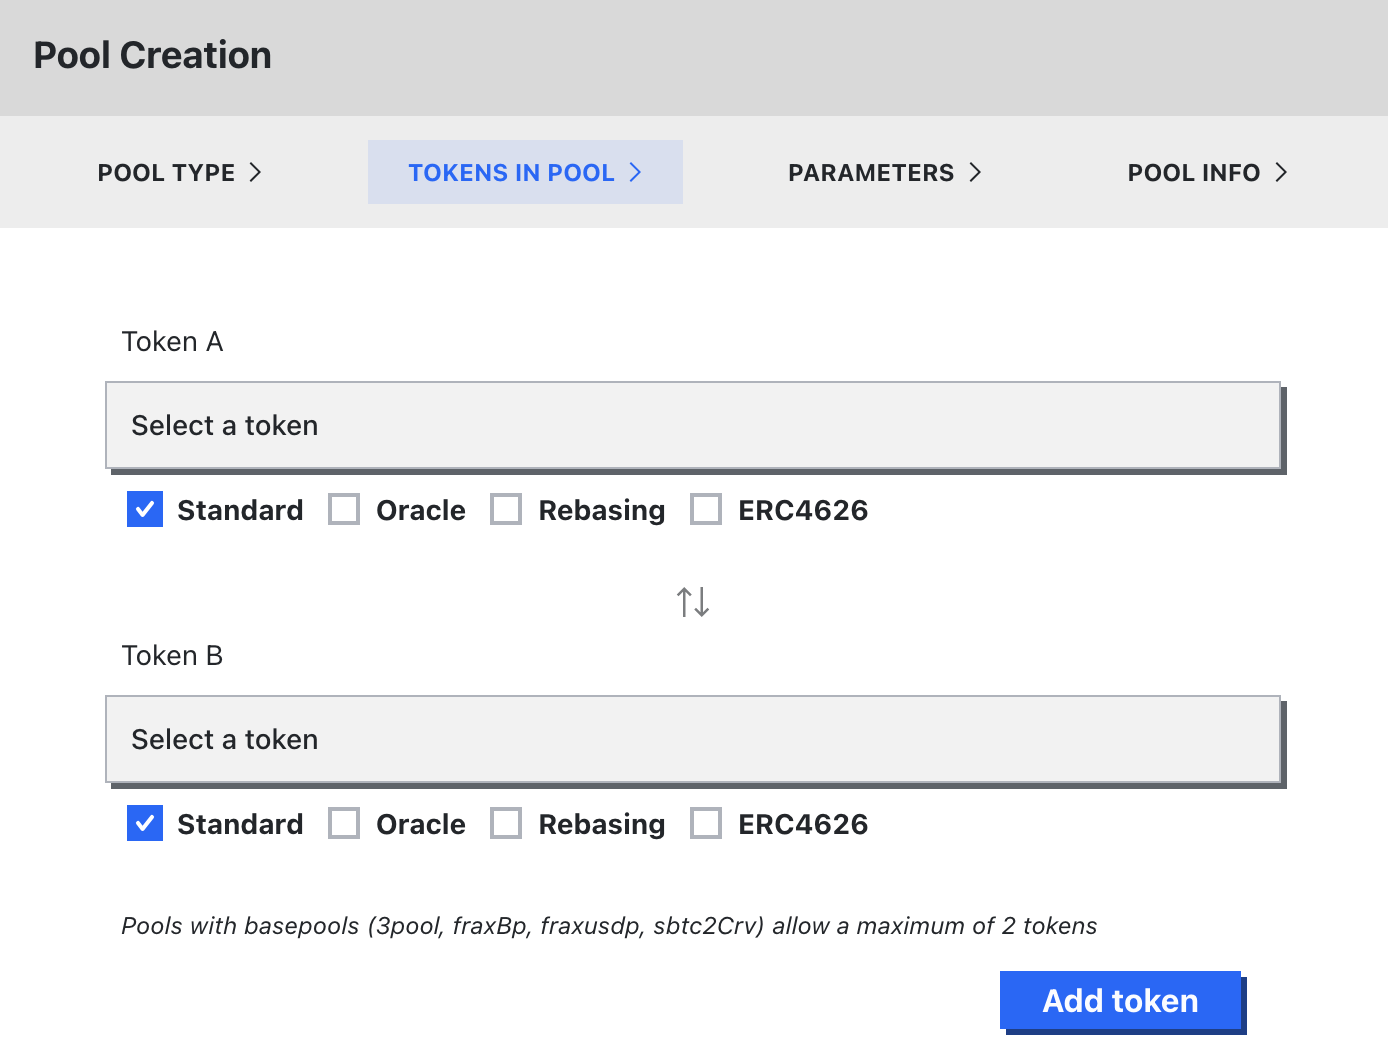 Pool Creation
POOL TYPE TOKENS IN POOL PARAMETERS POOL INFO
Token A
Select a token
Standard Oracle Rebasing ERC4626
Token B
Select a token
Standard Oracle Rebasing ERC4626
Pools with basepools (3pool, fraxBp, fraxusdp, sbtc2Crv) allow a maximum of 2 tokens
Add token